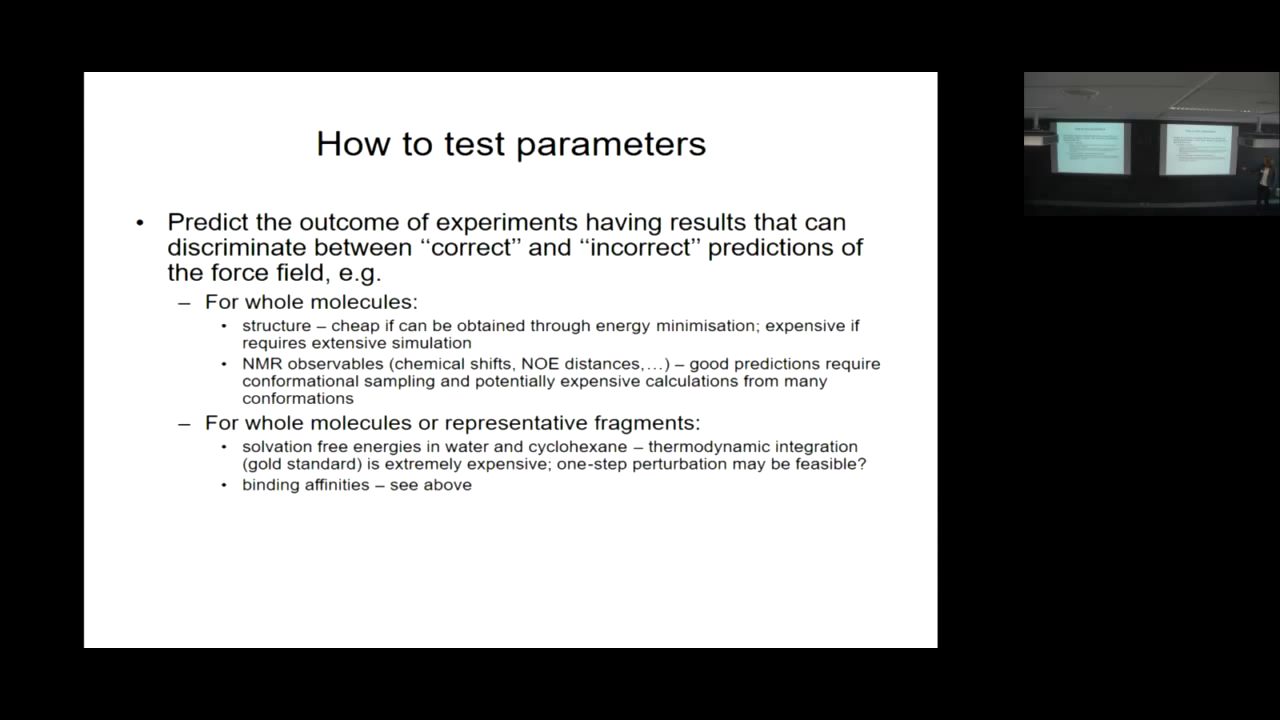 How to test parameters
• Predict the outcome of experiments having results that can
discriminate between “corre” and “incorrect” predictions of
the force field, e.g.
– For whole molecules:
• structure – cheap if can be obtained through energy minimisation; expensive if
requires extensive simulation
• NMR observables (chemical shifts, NOE distances,…) – good predictions require
conformational sampling and potentially expensive calculations from many
conformations
– For whole molecules or representative fragments:
• solvation free energies in water and cyclohexane – thermodynamic integration
(gold standard) is extremely expensive; one-step perturbation may be feasible?
• binding affinities – see above